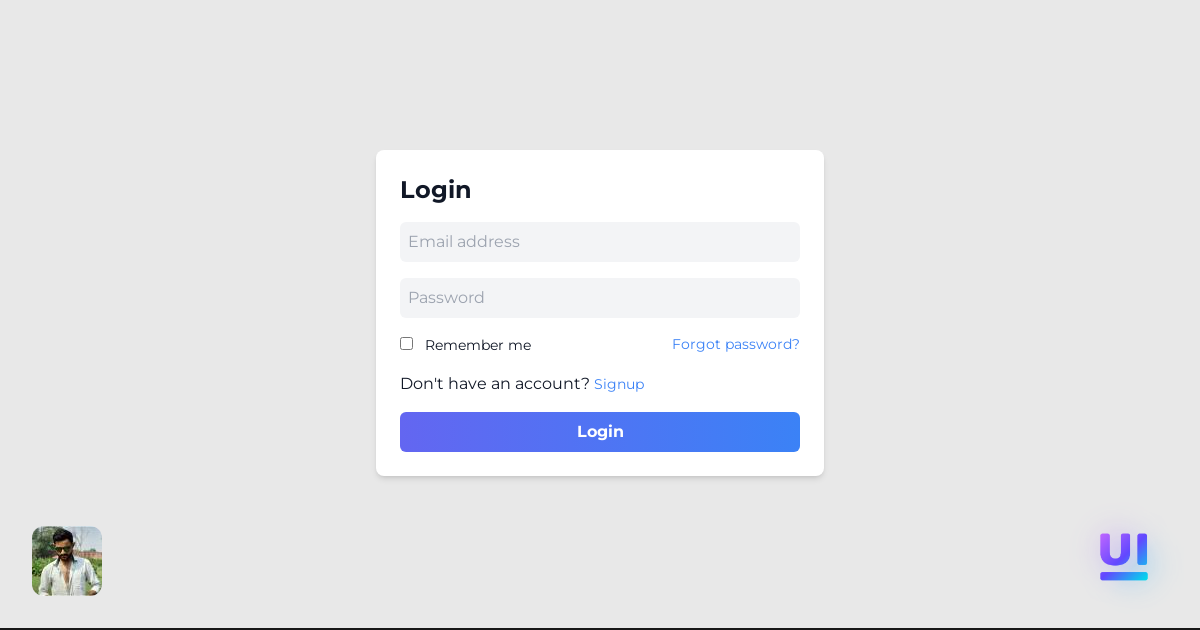 Login
Email address
Password
Remember me
Forgot password?
Don't have an account? Signup
Login
UI